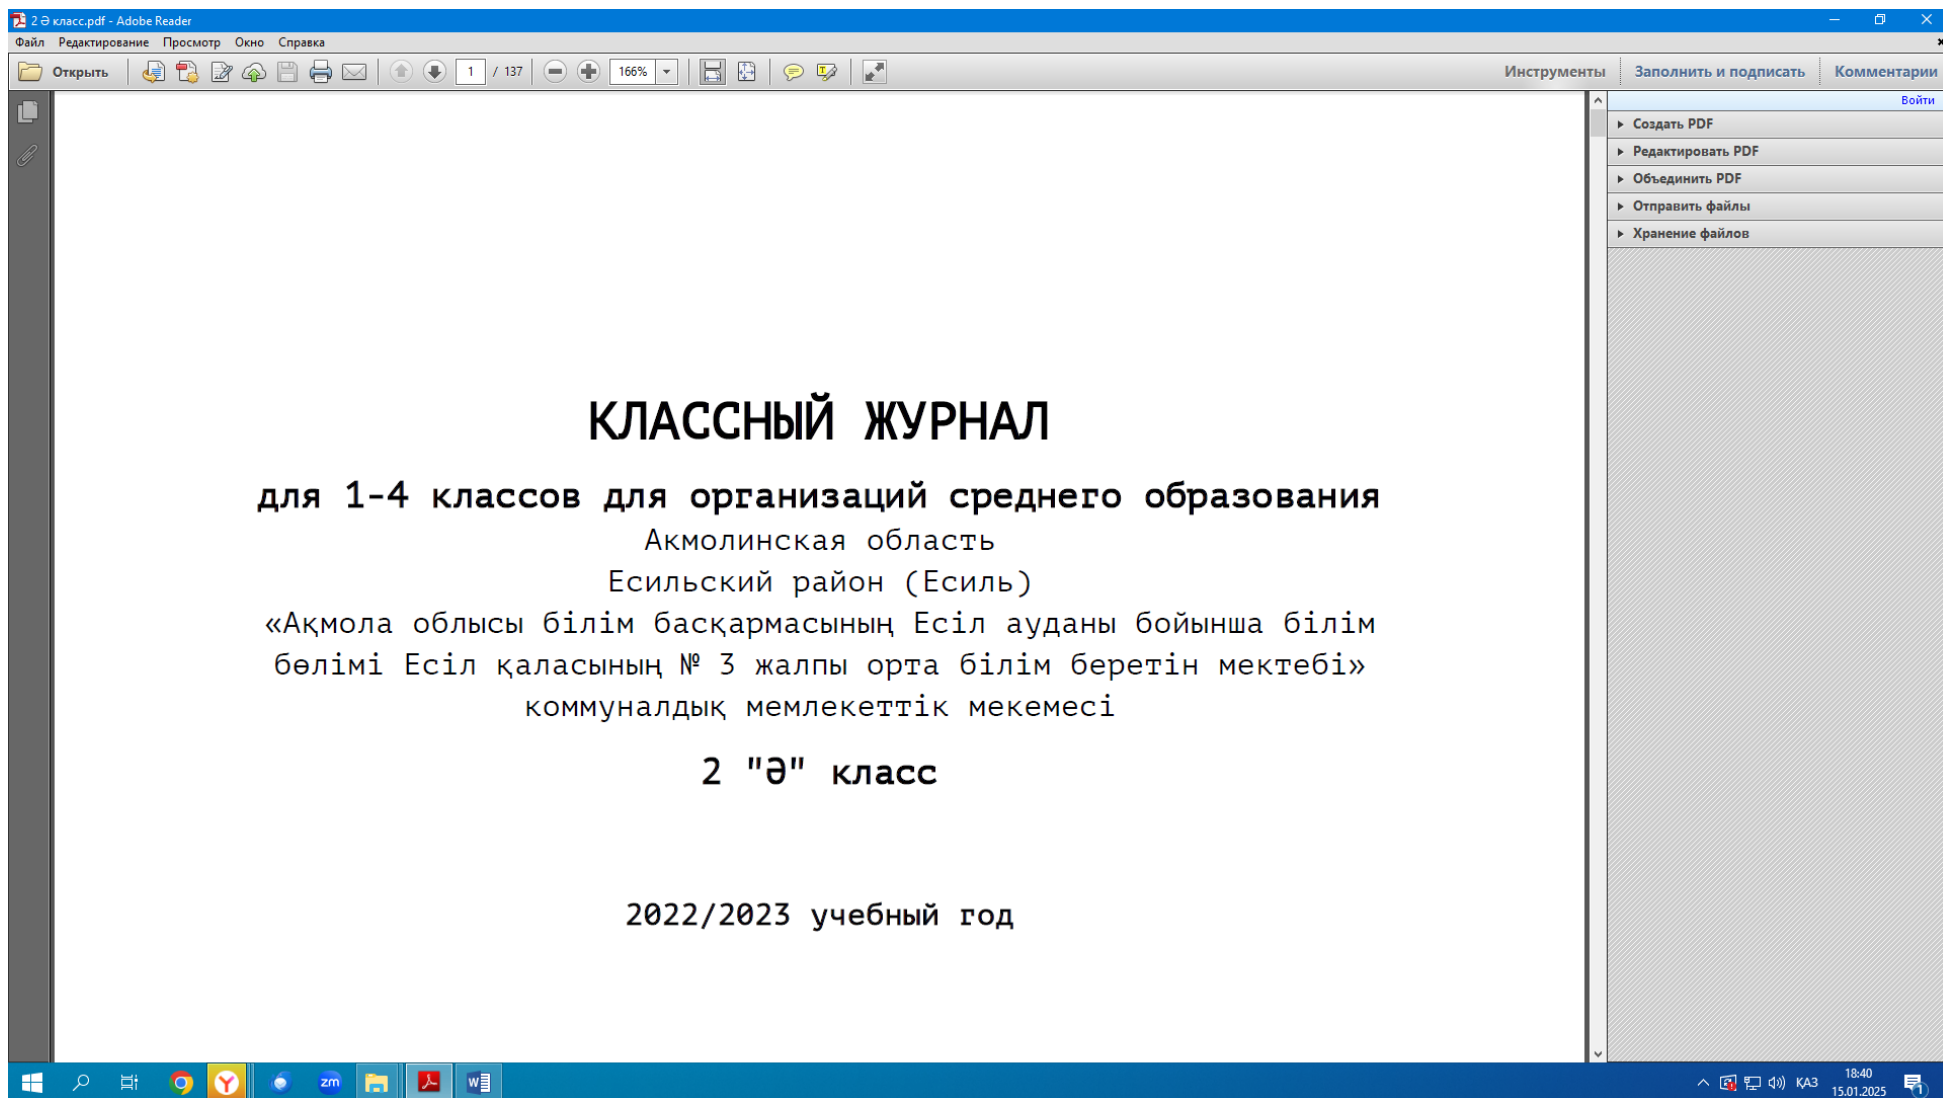 2 Ә класс.pdf - Adobe Reader
Файл Редактирование Просмотр Окно Справка
Открыть 1 / 137 166% Инструменты Заполнить и подписать Комментарии
Войти
Создать PDF
Редактировать PDF
Объединить PDF
Отправить файлы
Хранение файлов
КЛАССНЫЙ ЖУРНАЛ
для 1-4 классов для организаций среднего образования
Акмолинская область
Есильский район (Есиль)
«Ақмола облысы білім басқармасының Есіл ауданы бойынша білім
бөлімі Есіл қаласының № 3 жалпы орта білім беретін мектебі»
коммуналдық мемлекеттік мекемесі
2 "Ә" класс
2022/2023 учебный год
zm
ҚАЗ
18:40
15.01.2025
1